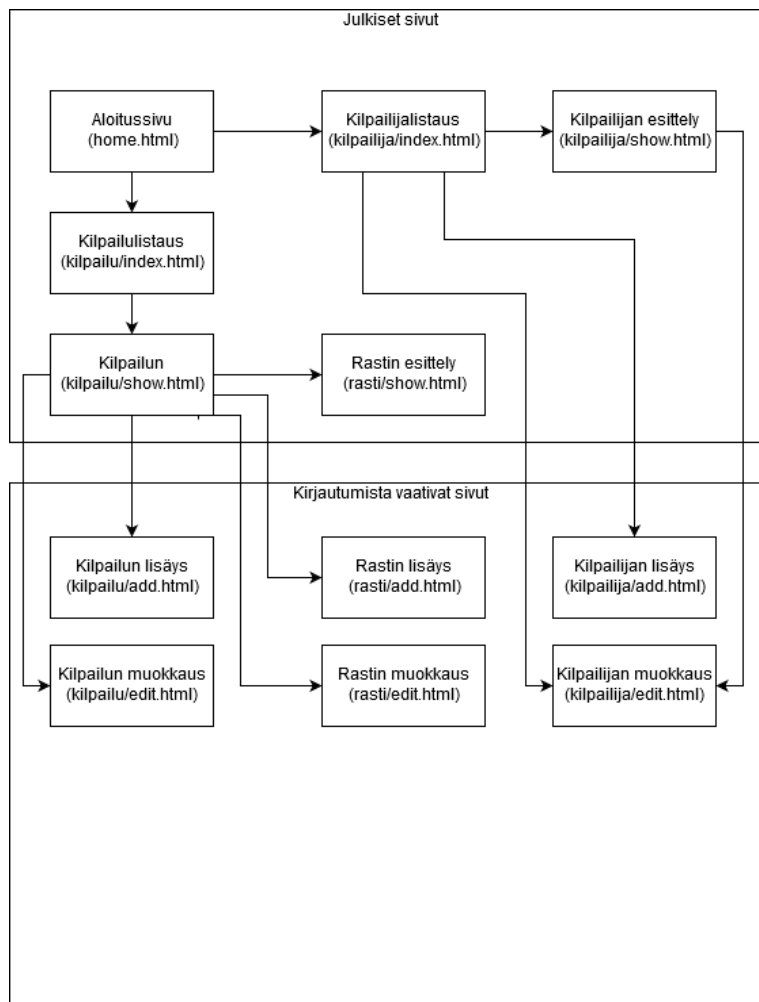 Julkiset sivut
Aloitussivu
(home.html)
Kilpailijalistaus
(kilpailija/index.html)
Kilpailijan esittely
(kilpailija/show.html)
Kilpailulistaus
(kilpailu/index.html)
Kilpailun
(kilpailu/show.html)
Rastin esittely
(rasti/show.html)
Kirjautumista vaativat sivut
Kilpailun lisäys
(kilpailu/add.html)
Rastin lisäys
(rasti/add.html)
Kilpailijan lisäys
(kilpailija/add.html)
Kilpailun muokkaus
(kilpailu/edit.html)
Rastin muokkaus
(rasti/edit.html)
Kilpailijan muokkaus
(kilpailija/edit.html)